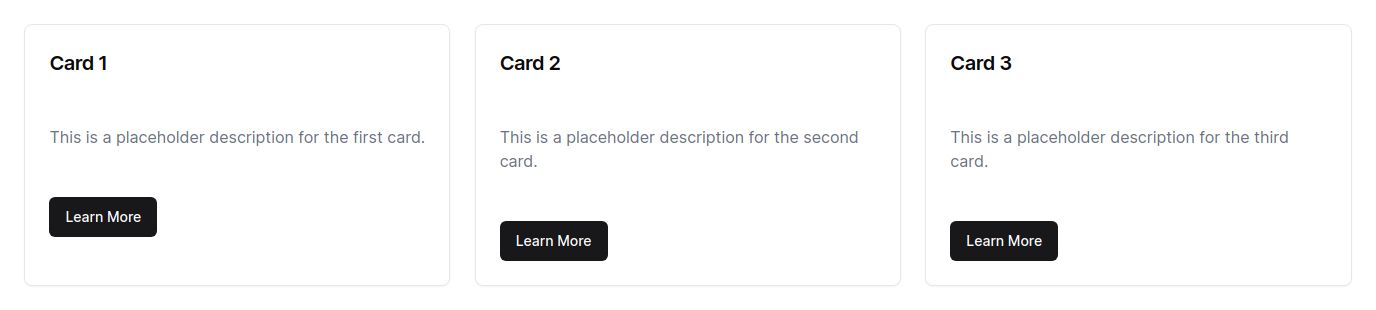 Card 1
This is a placeholder description for the first card.
Learn More
Card 2
This is a placeholder description for the second
card.
Learn More
Card 3
This is a placeholder description for the third
card.
Learn More